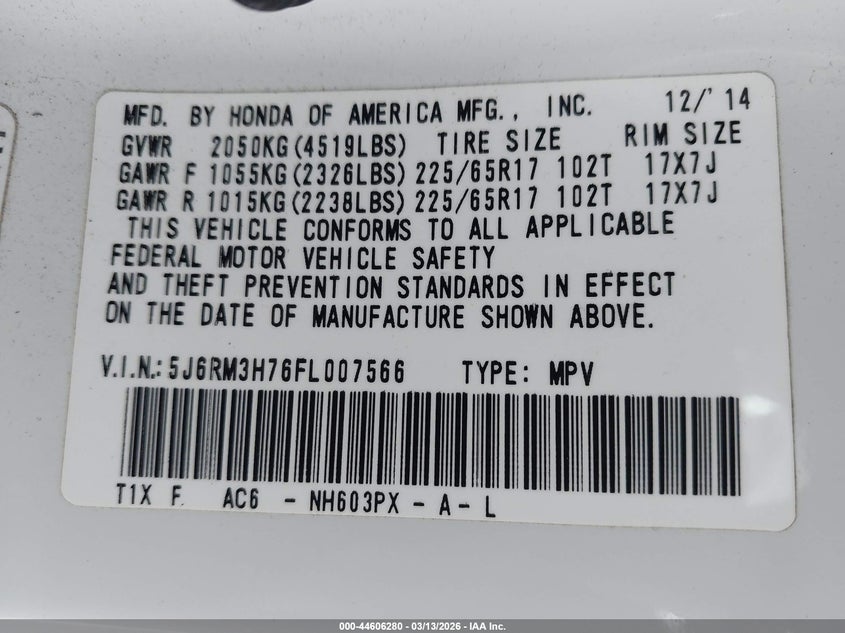 MFD. BY HONDA OF AMERICA MFG., INC. 12/'14
GVWR 2050KG(4519LBS) TIRE SIZE RIM SIZE
GAWR F 1055KG(2326LBS) 225/65R17 102T 17X7J
GAWR R 1015KG(2238LBS) 225/65R17 102T 17X7J
THIS VEHICLE CONFORMS TO ALL APPLICABLE
FEDERAL MOTOR VEHICLE SAFETY
AND THEFT PREVENTION STANDARDS IN EFFECT
ON THE DATE OF MANUFACTURE SHOWN ABOVE.
V.I.N.: 5J6RM3H76FL007566 TYPE: MPV
T1X F AC6 - NH603PX - A - L
000-44606280 - 03/13/2026 - IAA Inc.